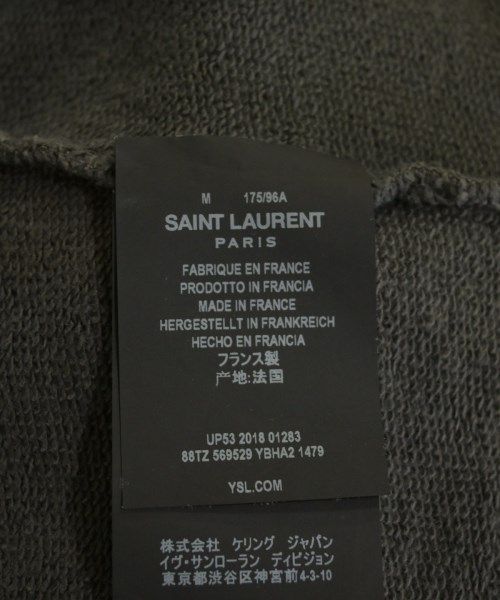 M 175/96A
SAINT LAURENT
PARIS
FABRIQUE EN FRANCE
PRODOTTO IN FRANCIA
MADE IN FRANCE
HERGESTELLT IN FRANKREICH
HECHO EN FRANCIA
フランス製
产地:法国
UP53 2018 01283
88TZ 569529 YBHA2 1479
YSL.COM
株式会社 ケリング ジャパン
イヴ・サンローラン ディビジョン
東京都渋谷区神宮前4-3-10